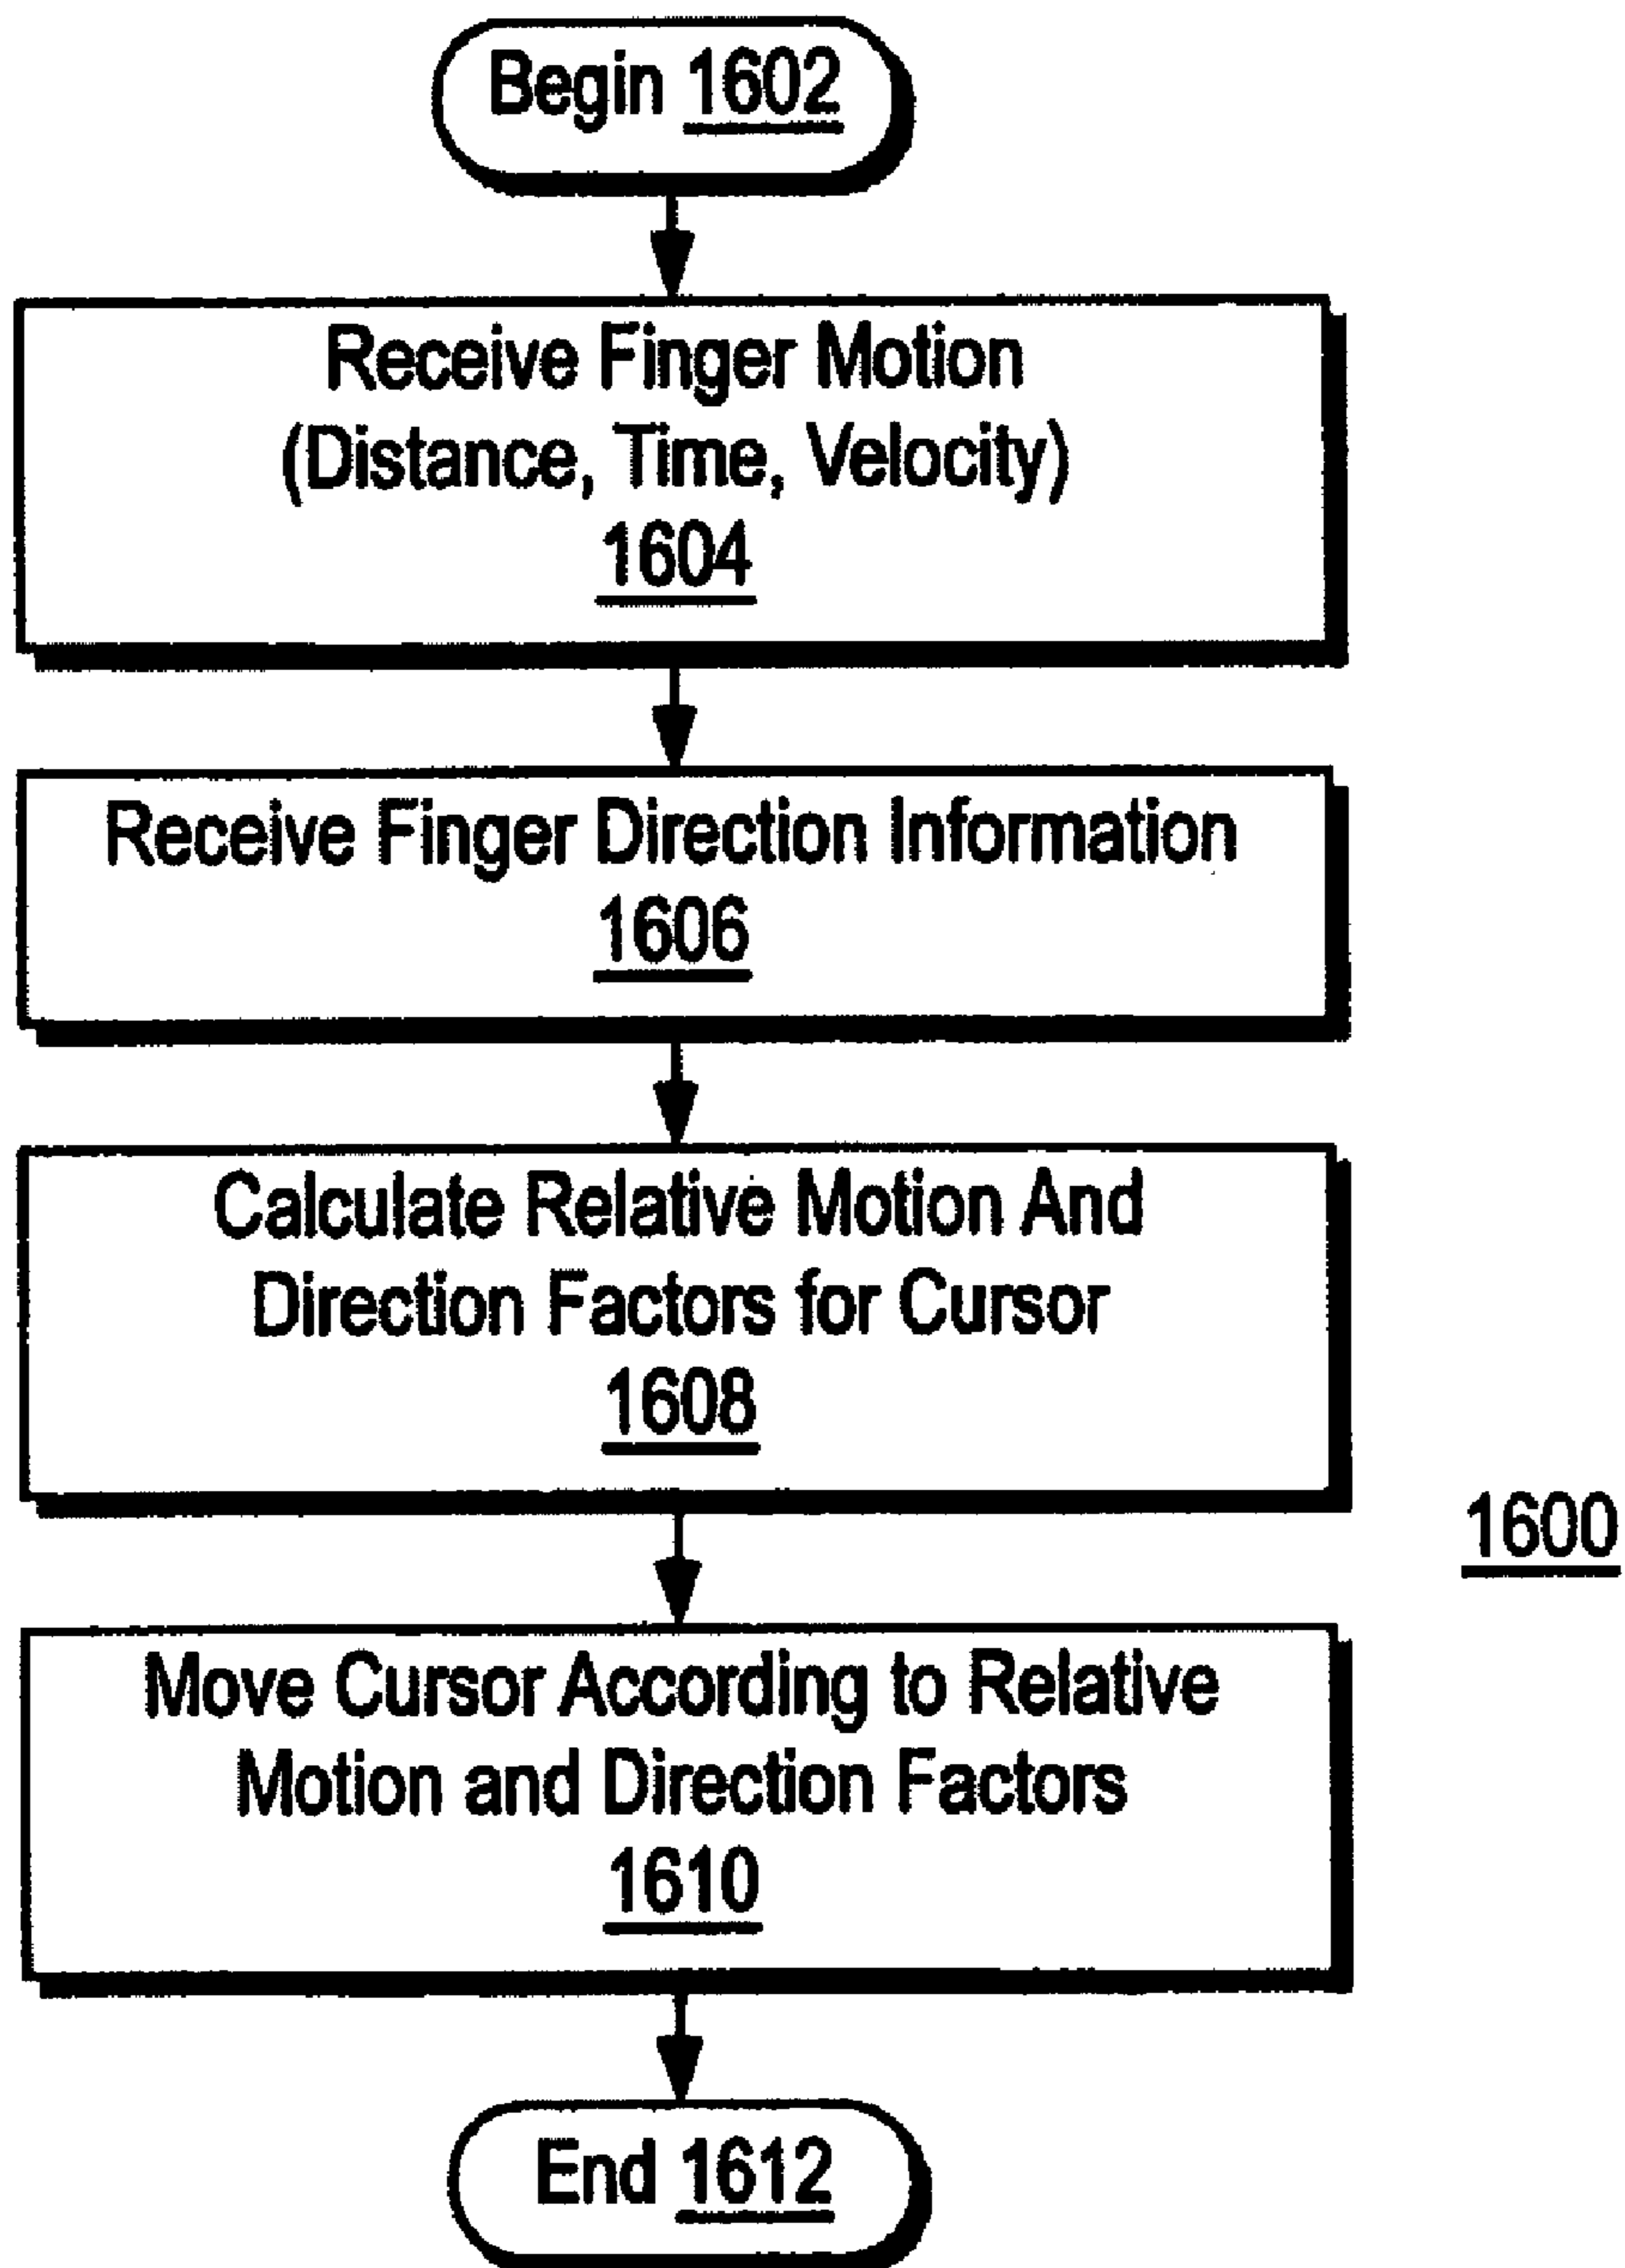 Begin 1602
Receive Finger Motion
(Distance, Time, Velocity)
1604
Receive Finger Direction Information
1606
Calculate Relative Motion And
Direction Factors for Cursor
1608
1600
Move Cursor According to Relative
Motion and Direction Factors
1610
End 1612